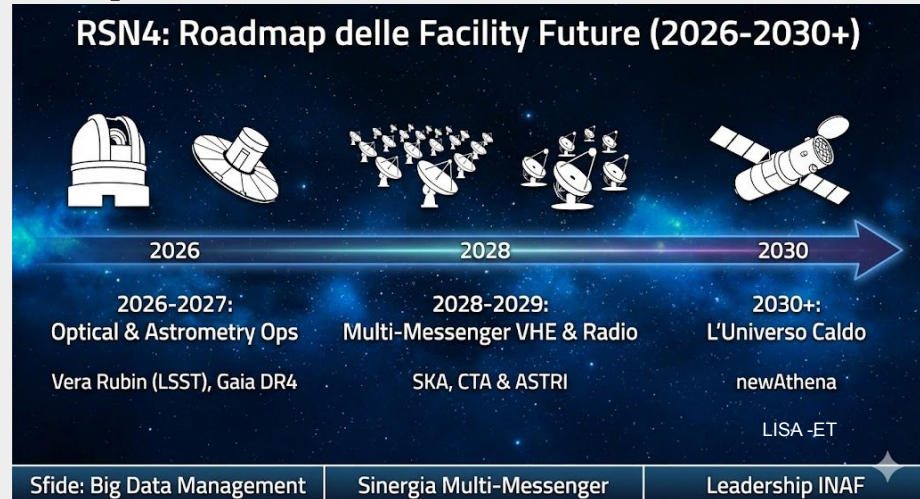 RSN4: Roadmap delle Facility Future (2026-2030+)
2026
2028
2030
2026-2027:
Optical & Astrometry Ops
Vera Rubin (LSST), Gaia DR4
2028-2029:
Multi-Messenger VHE & Radio
SKA, CTA & ASTRI
2030+:
L'Universo Caldo
newAthena
LISA -ET
Sfide: Big Data Management
Sinergia Multi-Messenger
Leadership INAF